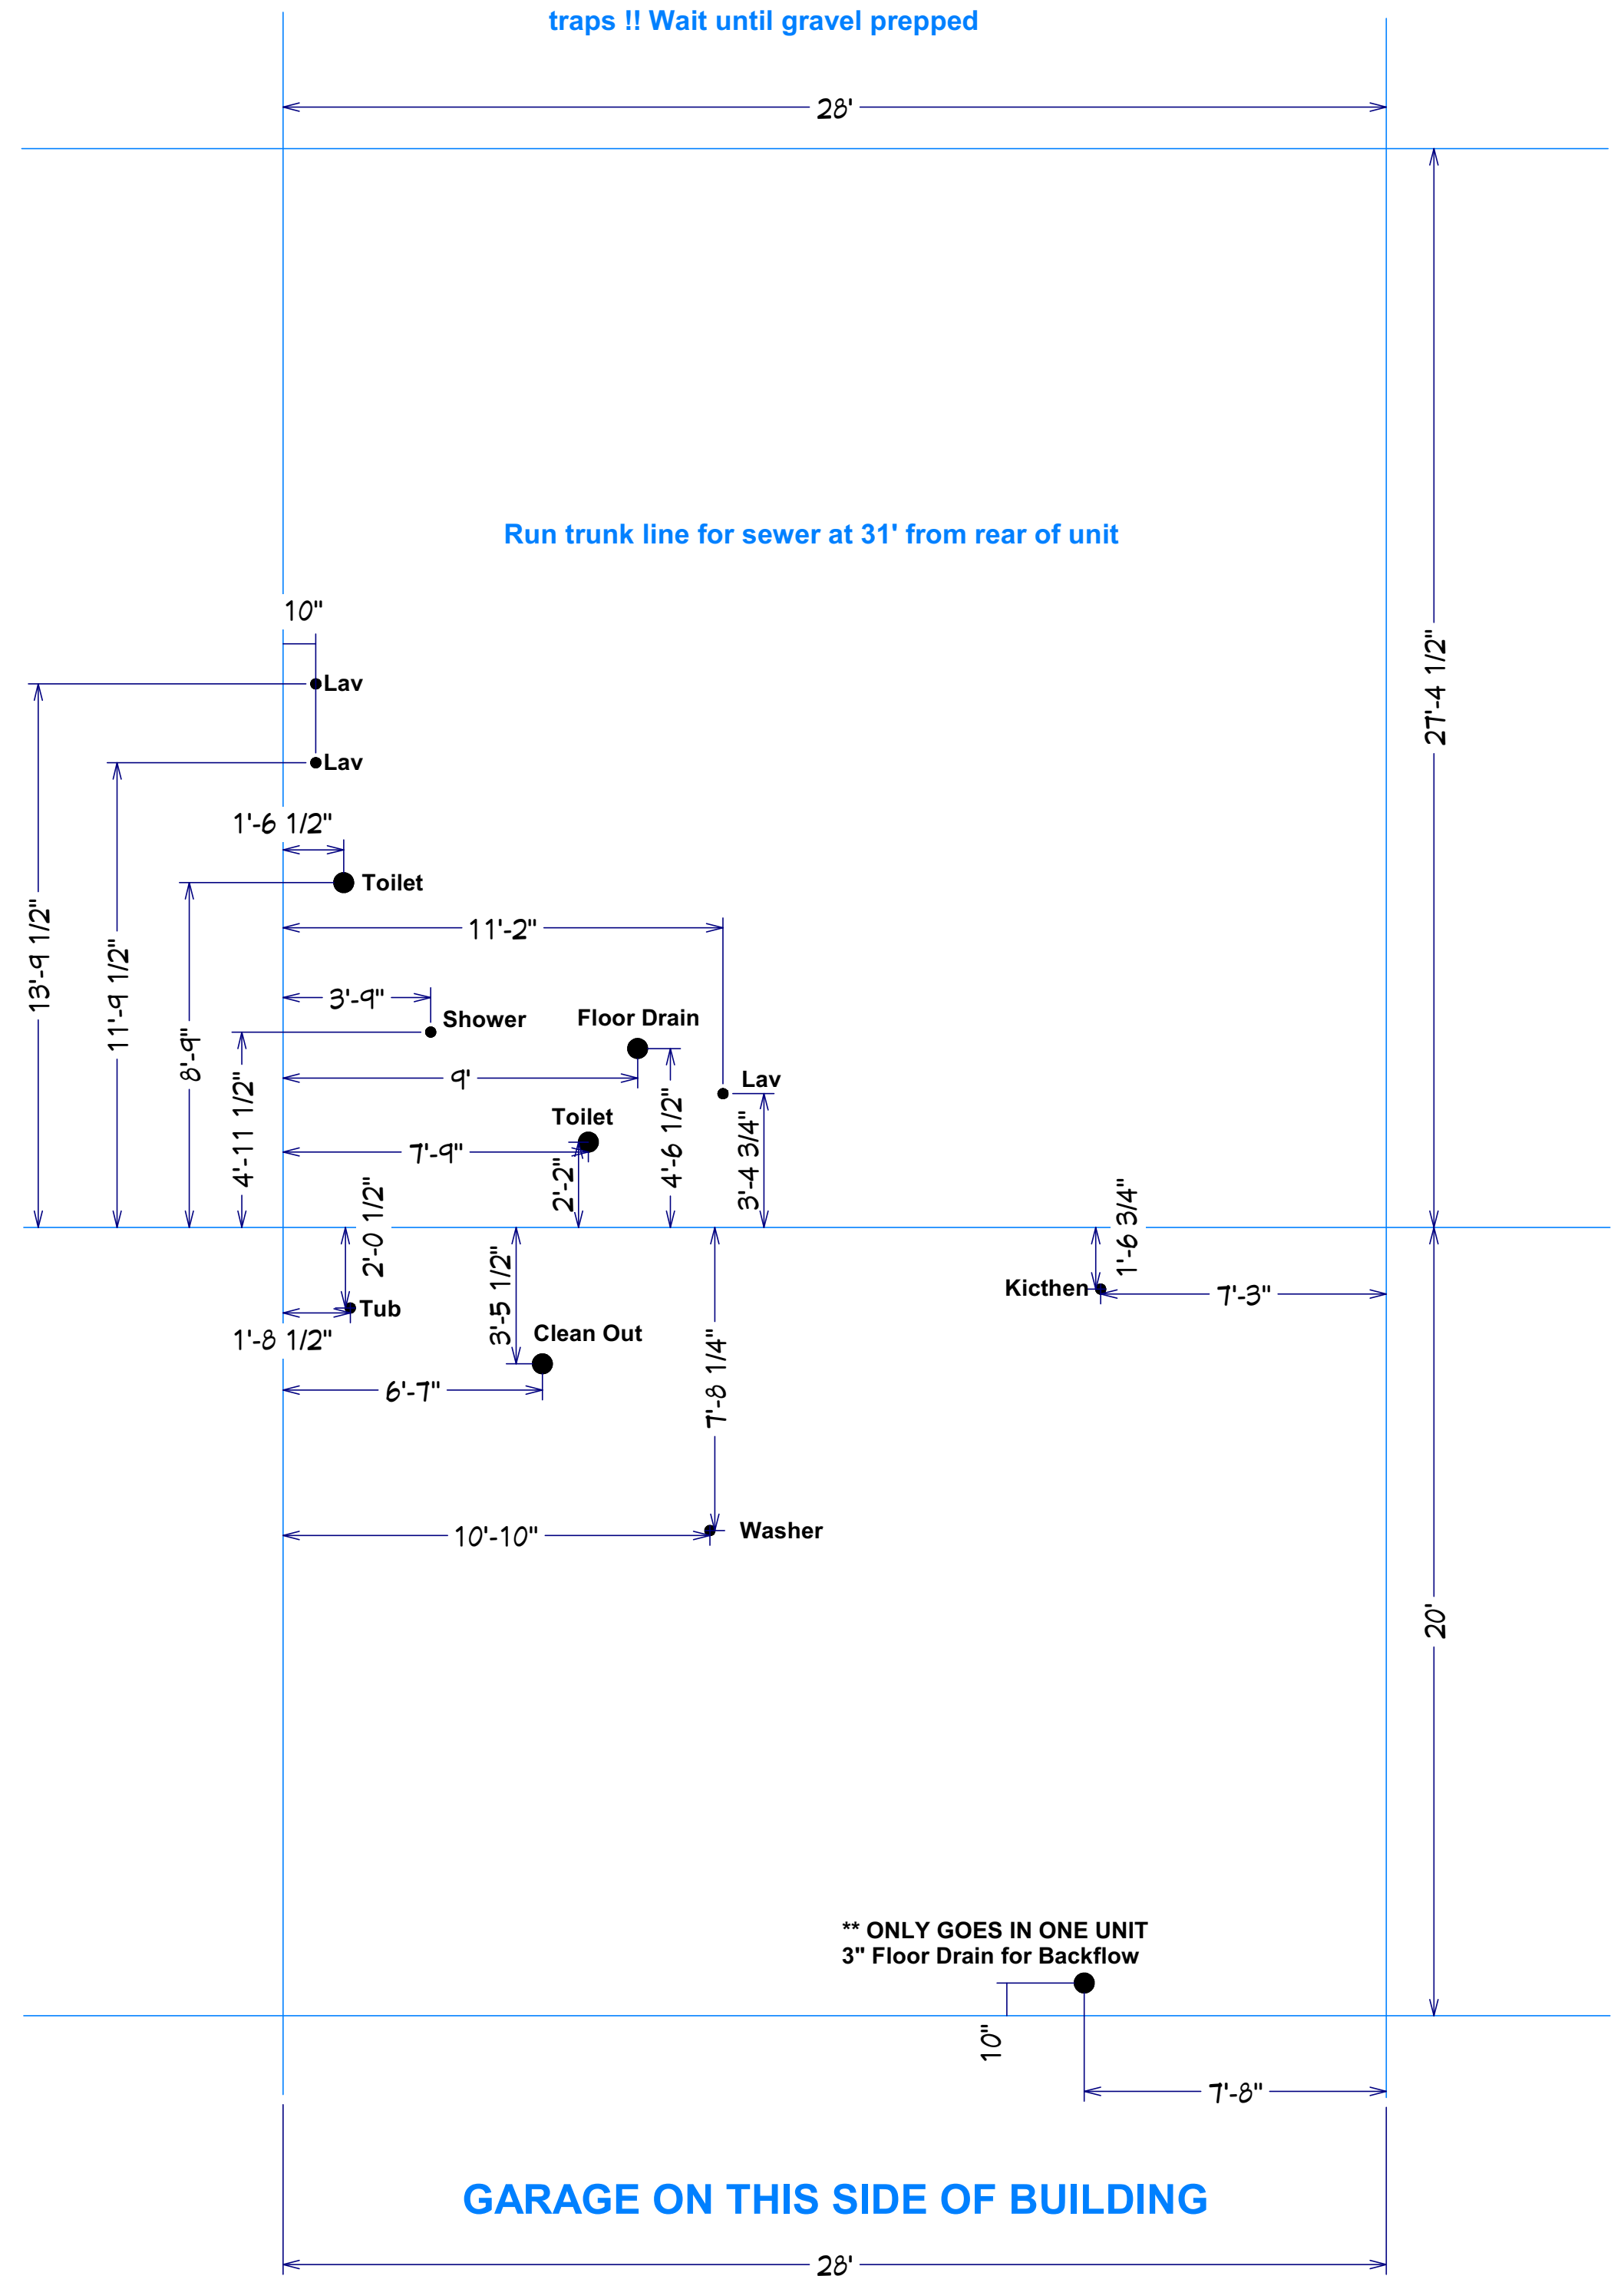 traps !! Wait until gravel prepped
28'
Run trunk line for sewer at 31' from rear of unit
27'-4 1/2"
10"
Lav
Lav
1'-6 1/2"
Toilet
13'-9 1/2"
11'-9 1/2"
8'-9"
11'-2"
3'-9"
Shower
Floor Drain
4'-11 1/2"
9'
Lav
Toilet
7'-9"
2'-2"
4'-6 1/2"
3'-4 3/4"
2'-0 1/2"
1'-6 3/4"
Kicthen
7'-3"
Tub
1'-8 1/2"
3'-5 1/2"
Clean Out
6'-7"
7'-8 1/4"
10'-10"
Washer
20'
** ONLY GOES IN ONE UNIT
3" Floor Drain for Backflow
10"
7'-8"
GARAGE ON THIS SIDE OF BUILDING
28'